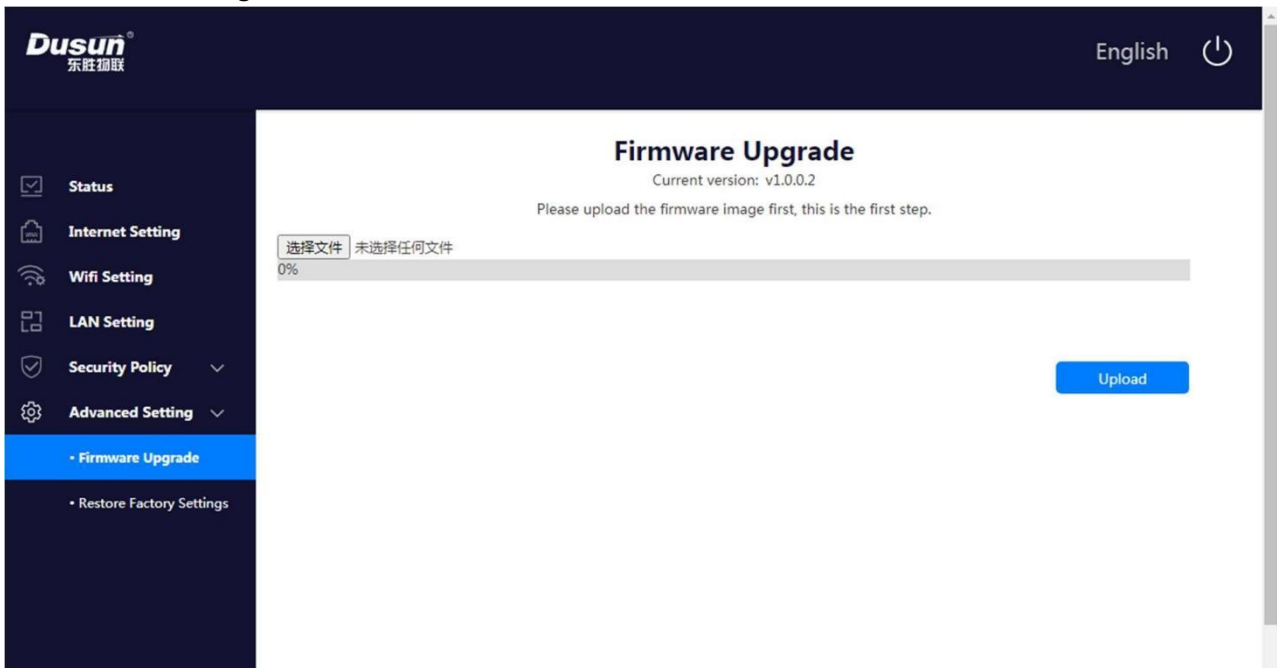 Dusun®
东胜物联
English
Status
Internet Setting
Wifi Setting
LAN Setting
Security Policy
Advanced Setting
• Firmware Upgrade
• Restore Factory Settings
Firmware Upgrade
Current version: v1.0.0.2
Please upload the firmware image first, this is the first step.
选择文件 未选择任何文件
0%
Upload